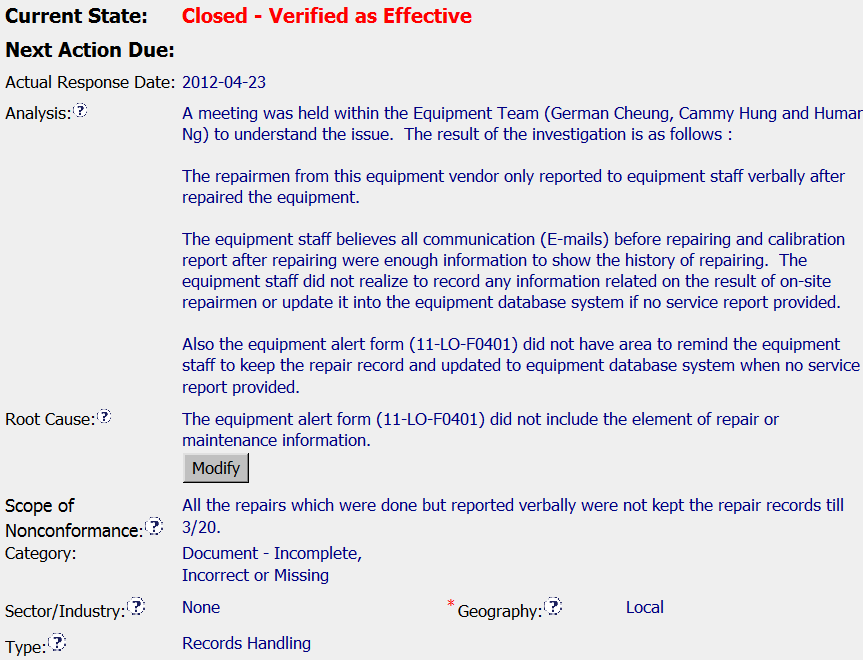 Current State: Closed - Verified as Effective
Next Action Due:
Actual Response Date: 2012-04-23
Analysis:? A meeting was held within the Equipment Team (German Cheung, Cammy Hung and Human
Ng) to understand the issue.  The result of the investigation is as follows :
The repairmen from this equipment vendor only reported to equipment staff verbally after
repaired the equipment.
The equipment staff believes all communication (E-mails) before repairing and calibration
report after repairing were enough information to show the history of repairing.  The
equipment staff did not realize to record any information related on the result of on-site
repairmen or update it into the equipment database system if no service report provided.
Also the equipment alert form (11-LO-F0401) did not have area to remind the equipment
staff to keep the repair record and updated to equipment database system when no service
report provided.
Root Cause:? The equipment alert form (11-LO-F0401) did not include the element of repair or
maintenance information.
Modify
Scope of
Nonconformance:? All the repairs which were done but reported verbally were not kept the repair records till
3/20.
Category: Document - Incomplete,
Incorrect or Missing
Sector/Industry:? None * Geography:? Local
Type:? Records Handling